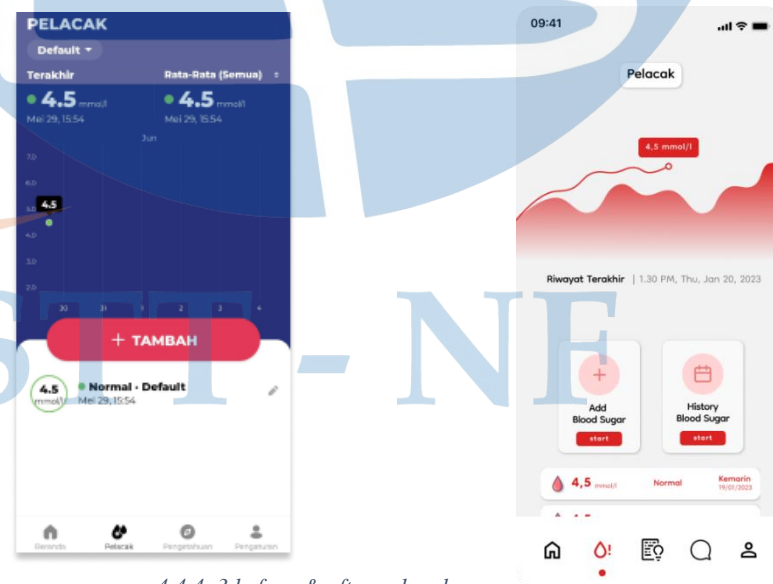 PELACAK
Default
Terakhir
Rata-Rata (Semua)
4.5 mmol/l
4.5 mmol/l
Mei 29, 15:54
Mei 29, 15:54
Jun
7.0
6.0
5.0
4.5
4.0
3.0
2.0
30 31 1 2 3 4
+ TAMBAH
4.5
mmol/l
Normal · Default
Mei 29, 15:54
Beranda
Pelacak
Pengetahuan
Pengaturan
09:41
Pelacak
4,5 mmol/l
Riwayat Terakhir | 1.30 PM, Thu, Jan 20, 2023
Add
Blood Sugar
start
History
Blood Sugar
start
4,5 mmol/l
Normal
Kemarin
19/01/2023
STT - NF